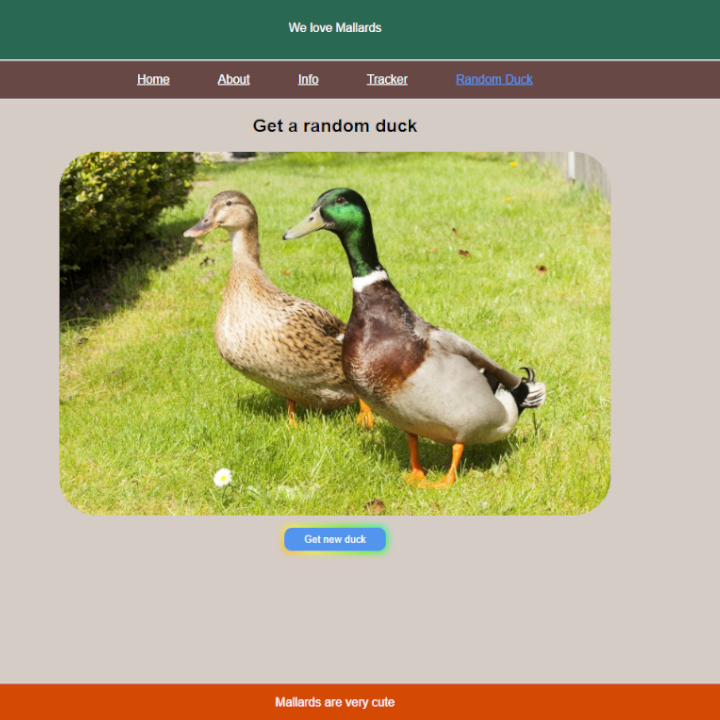 We love Mallards
Home About Info Tracker Random Duck
Get a random duck
Get new duck
Mallards are very cute